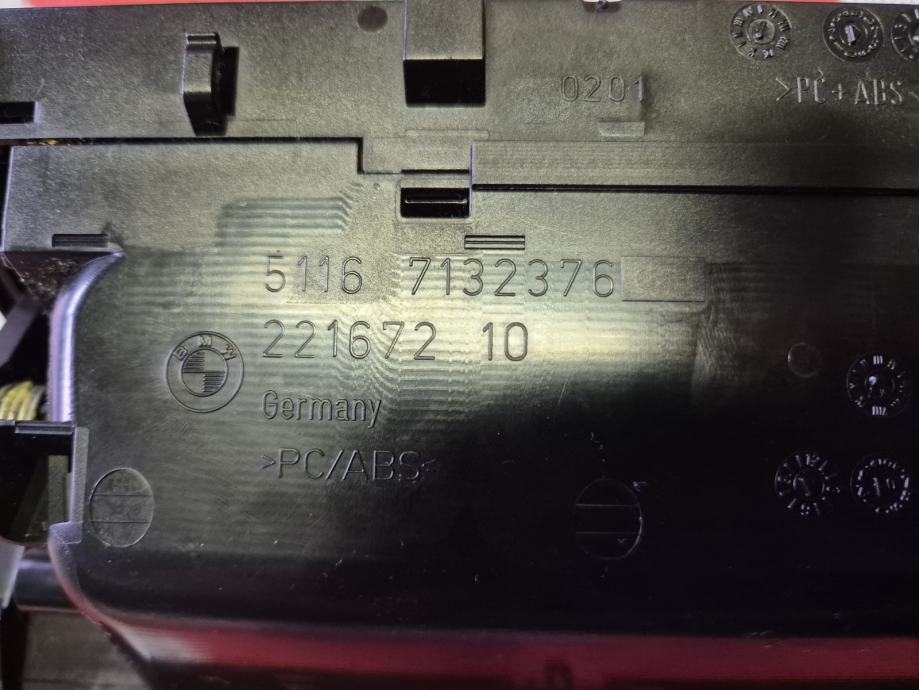 0201
>PC+ABS
5116 7132376
221672 10
BMW
Germany
>PC/ABS<